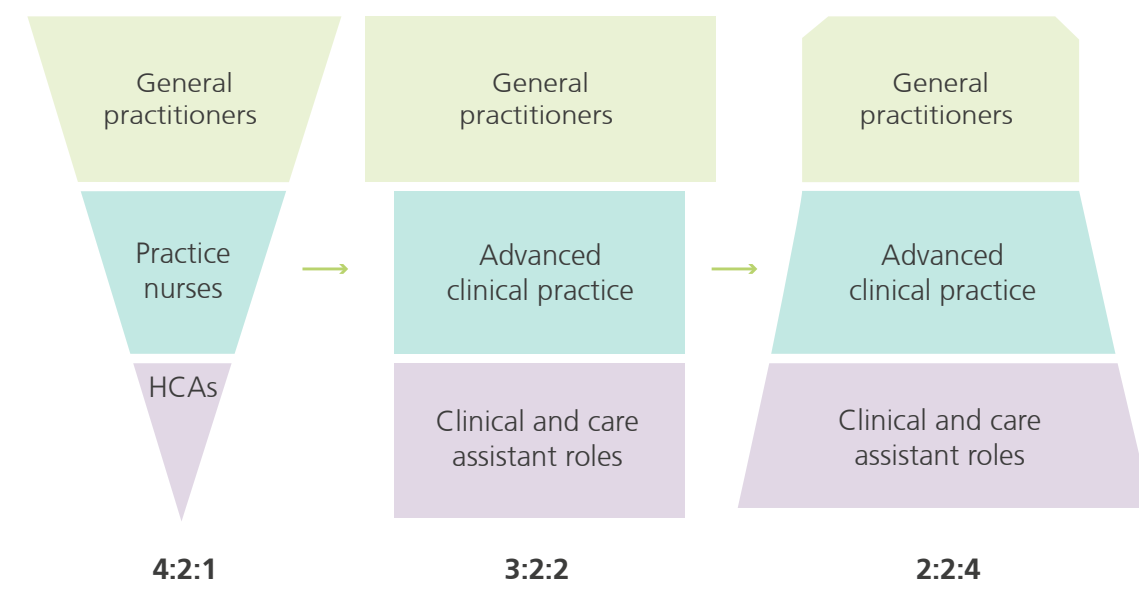 General
practitioners
General
practitioners
General
practitioners
Practice
nurses
Advanced
clinical practice
Advanced
clinical practice
HCAs
Clinical and care
assistant roles
Clinical and care
assistant roles
4:2:1
3:2:2
2:2:4